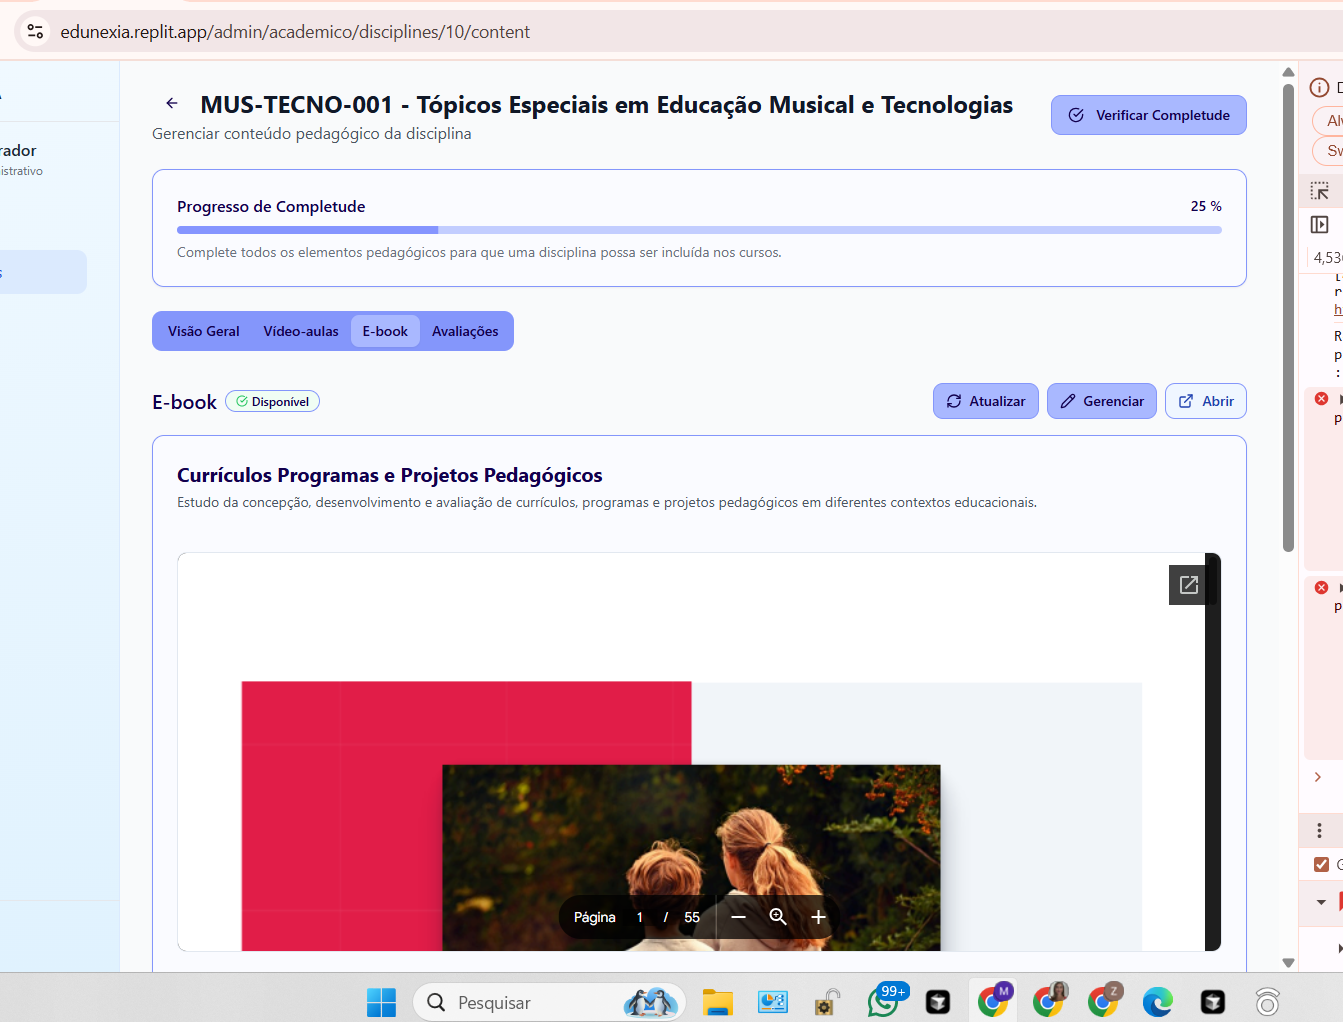 edunexia.replit.app/admin/academico/disciplines/10/content
MUS-TECNO-001 - Tópicos Especiais em Educação Musical e Tecnologias
Gerenciar conteúdo pedagógico da disciplina
Verificar Completude
Progresso de Completude
25 %
Complete todos os elementos pedagógicos para que uma disciplina possa ser incluída nos cursos.
Visão Geral
Vídeo-aulas
E-book
Avaliações
E-book
Disponível
Atualizar
Gerenciar
Abrir
Currículos Programas e Projetos Pedagógicos
Estudo da concepção, desenvolvimento e avaliação de currículos, programas e projetos pedagógicos em diferentes contextos educacionais.
Página 1 / 55
Pesquisar
99+
M
Z